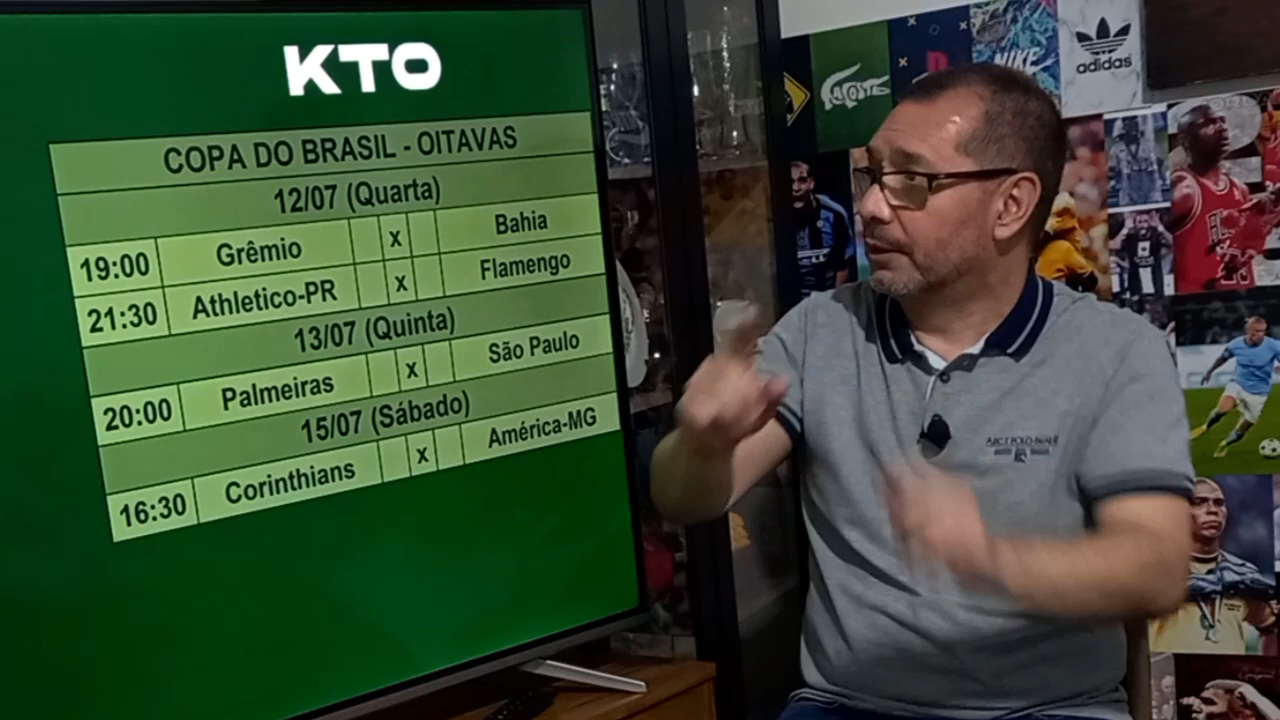 KTO
COPA DO BRASIL - OITAVAS
12/07 (Quarta)
19:00 Grêmio x Bahia
21:30 Athletico-PR x Flamengo
13/07 (Quinta)
20:00 Palmeiras x São Paulo
15/07 (Sábado)
16:30 Corinthians x América-MG
LACOSTE
NIKE
adidas